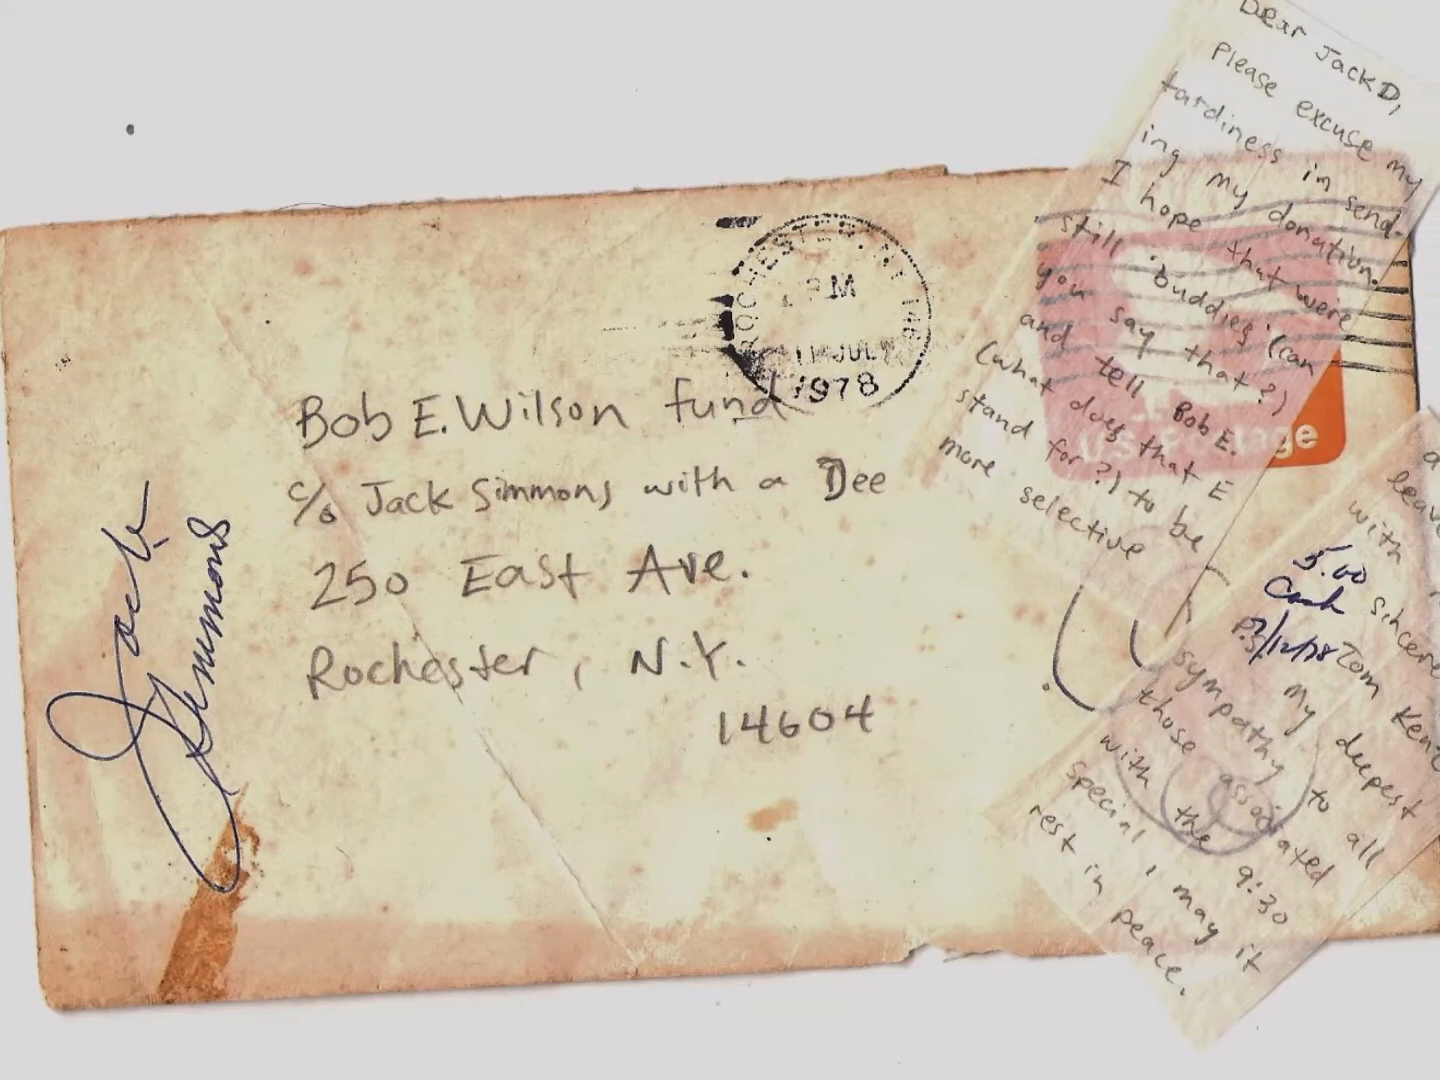 Bob E. Wilson fund
c/o Jack Simmons with a Dee
250 East Ave.
Rochester, N.Y.
14604
Jack
Simmons
ROCHESTER, NY
PM
JUL
1978
U.S. Postage
Dear Jack D,
Please excuse my
tardiness in send-
ing my donation.
I hope that were
still 'buddies' (can
you say that?)
and tell Bob E.
(what does that E
stand for?) to be
more selective
with
sincere
5.00
Cash
Tom
My deepest
sympathy to all
those associated
with the 9:30
special, may it
rest in peace.